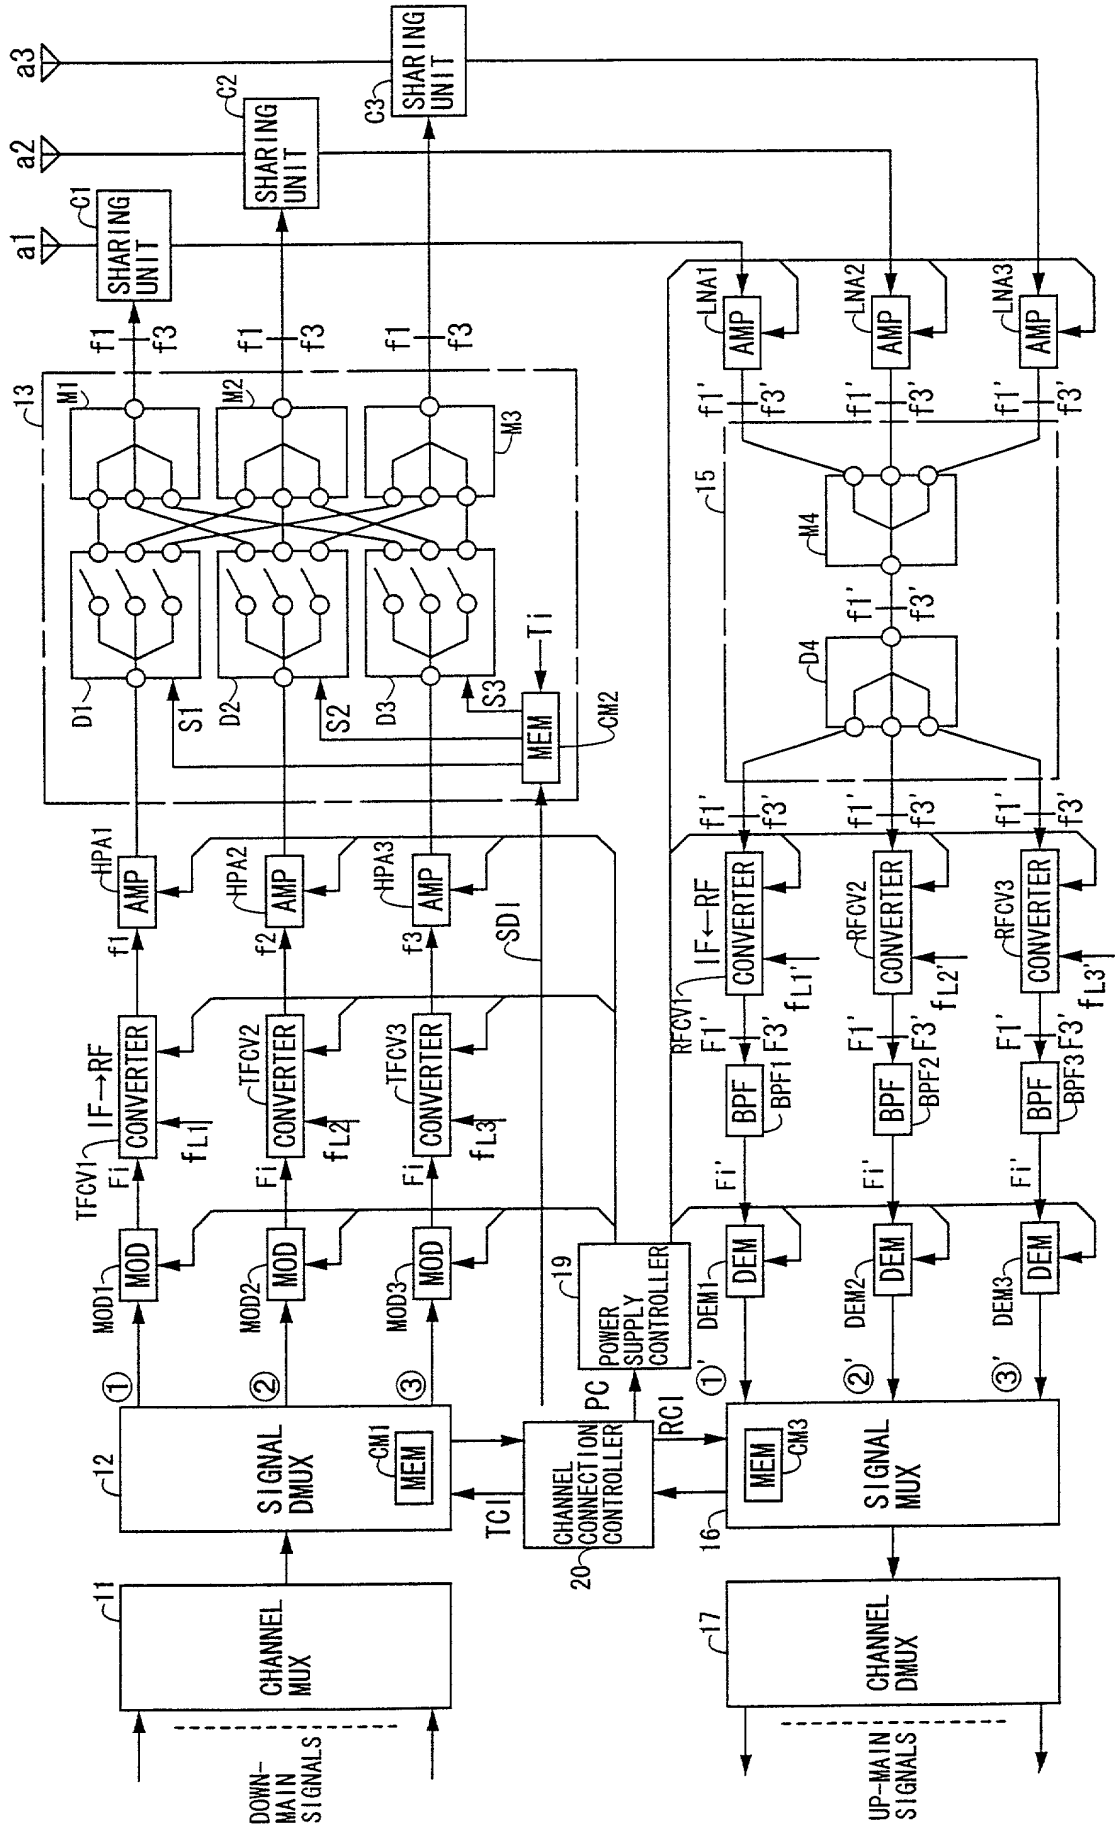 DOWN-
MAIN
SIGNALS
11
CHANNEL
MUX
12
SIGNAL
DMUX
CM1
MEM
①
②
③
MOD1
MOD
MOD2
MOD
MOD3
MOD
Fi
Fi
Fi
TFCV1
IF→RF
CONVERTER
fL1
TFCV2
CONVERTER
fL2
TFCV3
CONVERTER
fL3
f1
f2
f3
HPA1
AMP
HPA2
AMP
HPA3
AMP
13
D1
S1
D2
S2
D3
S3
MEM
CM2
Ti
M1
M2
M3
f1
f3
f1
f3
f1
f3
C1
SHARING
UNIT
C2
SHARING
UNIT
C3
SHARING
UNIT
a1
a2
a3
SDI
TCI
20
CHANNEL
CONNECTION
CONTROLLER
PC
RCI
19
POWER
SUPPLY
CONTROLLER
UP-MAIN
SIGNALS
17
CHANNEL
DMUX
16
SIGNAL
MUX
MEM
CM3
①'
②'
③'
DEM1
DEM
DEM2
DEM
DEM3
DEM
Fi'
Fi'
Fi'
BPF
BPF1
BPF
BPF2
BPF
BPF3
F1'
F3'
F1'
F3'
F1'
F3'
RFCV1
IF←RF
CONVERTER
fL1'
RFCV2
CONVERTER
fL2'
RFCV3
CONVERTER
fL3'
f1'
f3'
f1'
f3'
f1'
f3'
15
D4
f1'
f3'
M4
f1'
f3'
f1'
f3'
f1'
f3'
LNA1
AMP
LNA2
AMP
LNA3
AMP